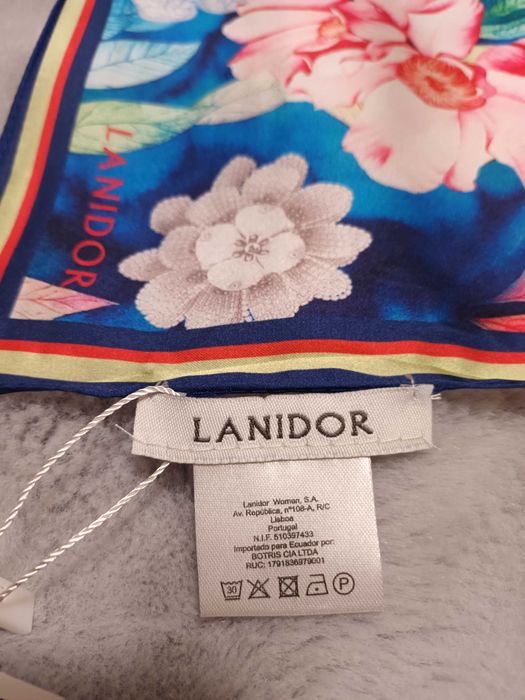 LANIDOR
LANIDOR
Lanidor Women, S.A.
Av. República, nº108-A, R/C
Lisboa
Portugal
N.I.F. 510397433
Importado para Ecuador por:
BOTRIS CIA LTDA
RUC: 1791836979001
30
P